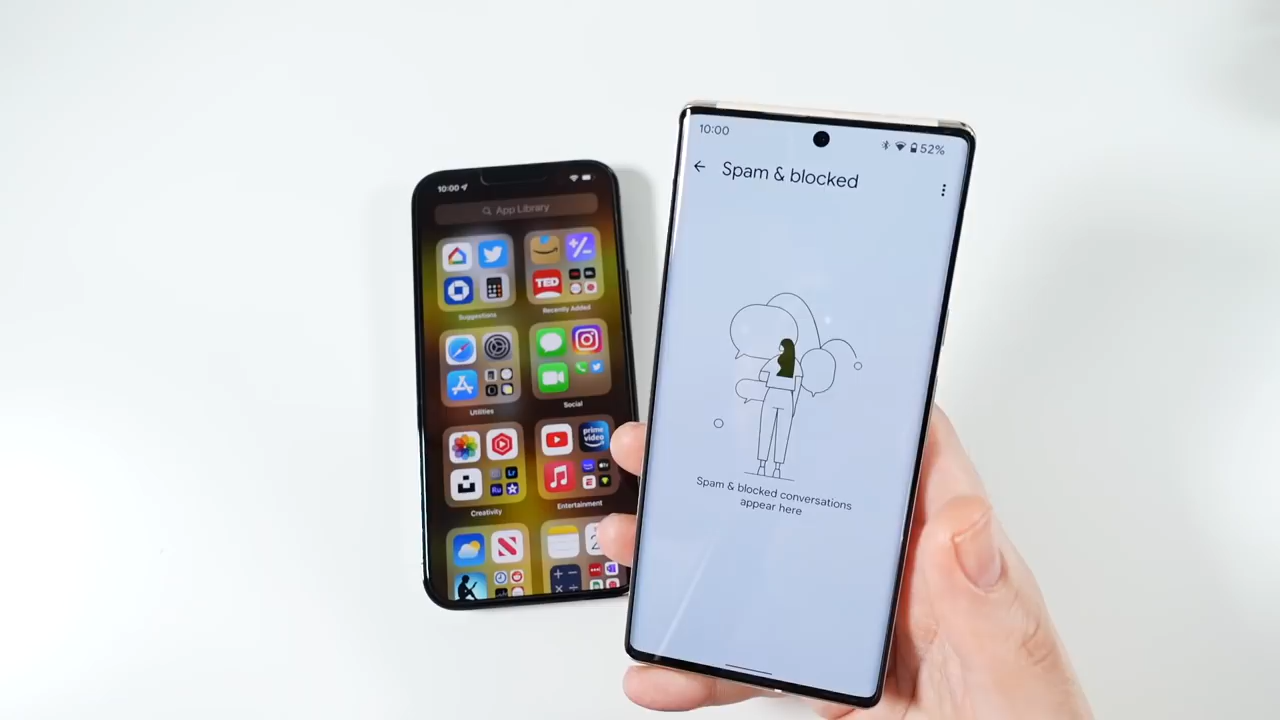 10:00
App Library
Suggestions
TED
Recently Added
Utilities
Social
prime video
Creativity
Entertainment
10:00
52%
Spam & blocked
Spam & blocked conversations
appear here